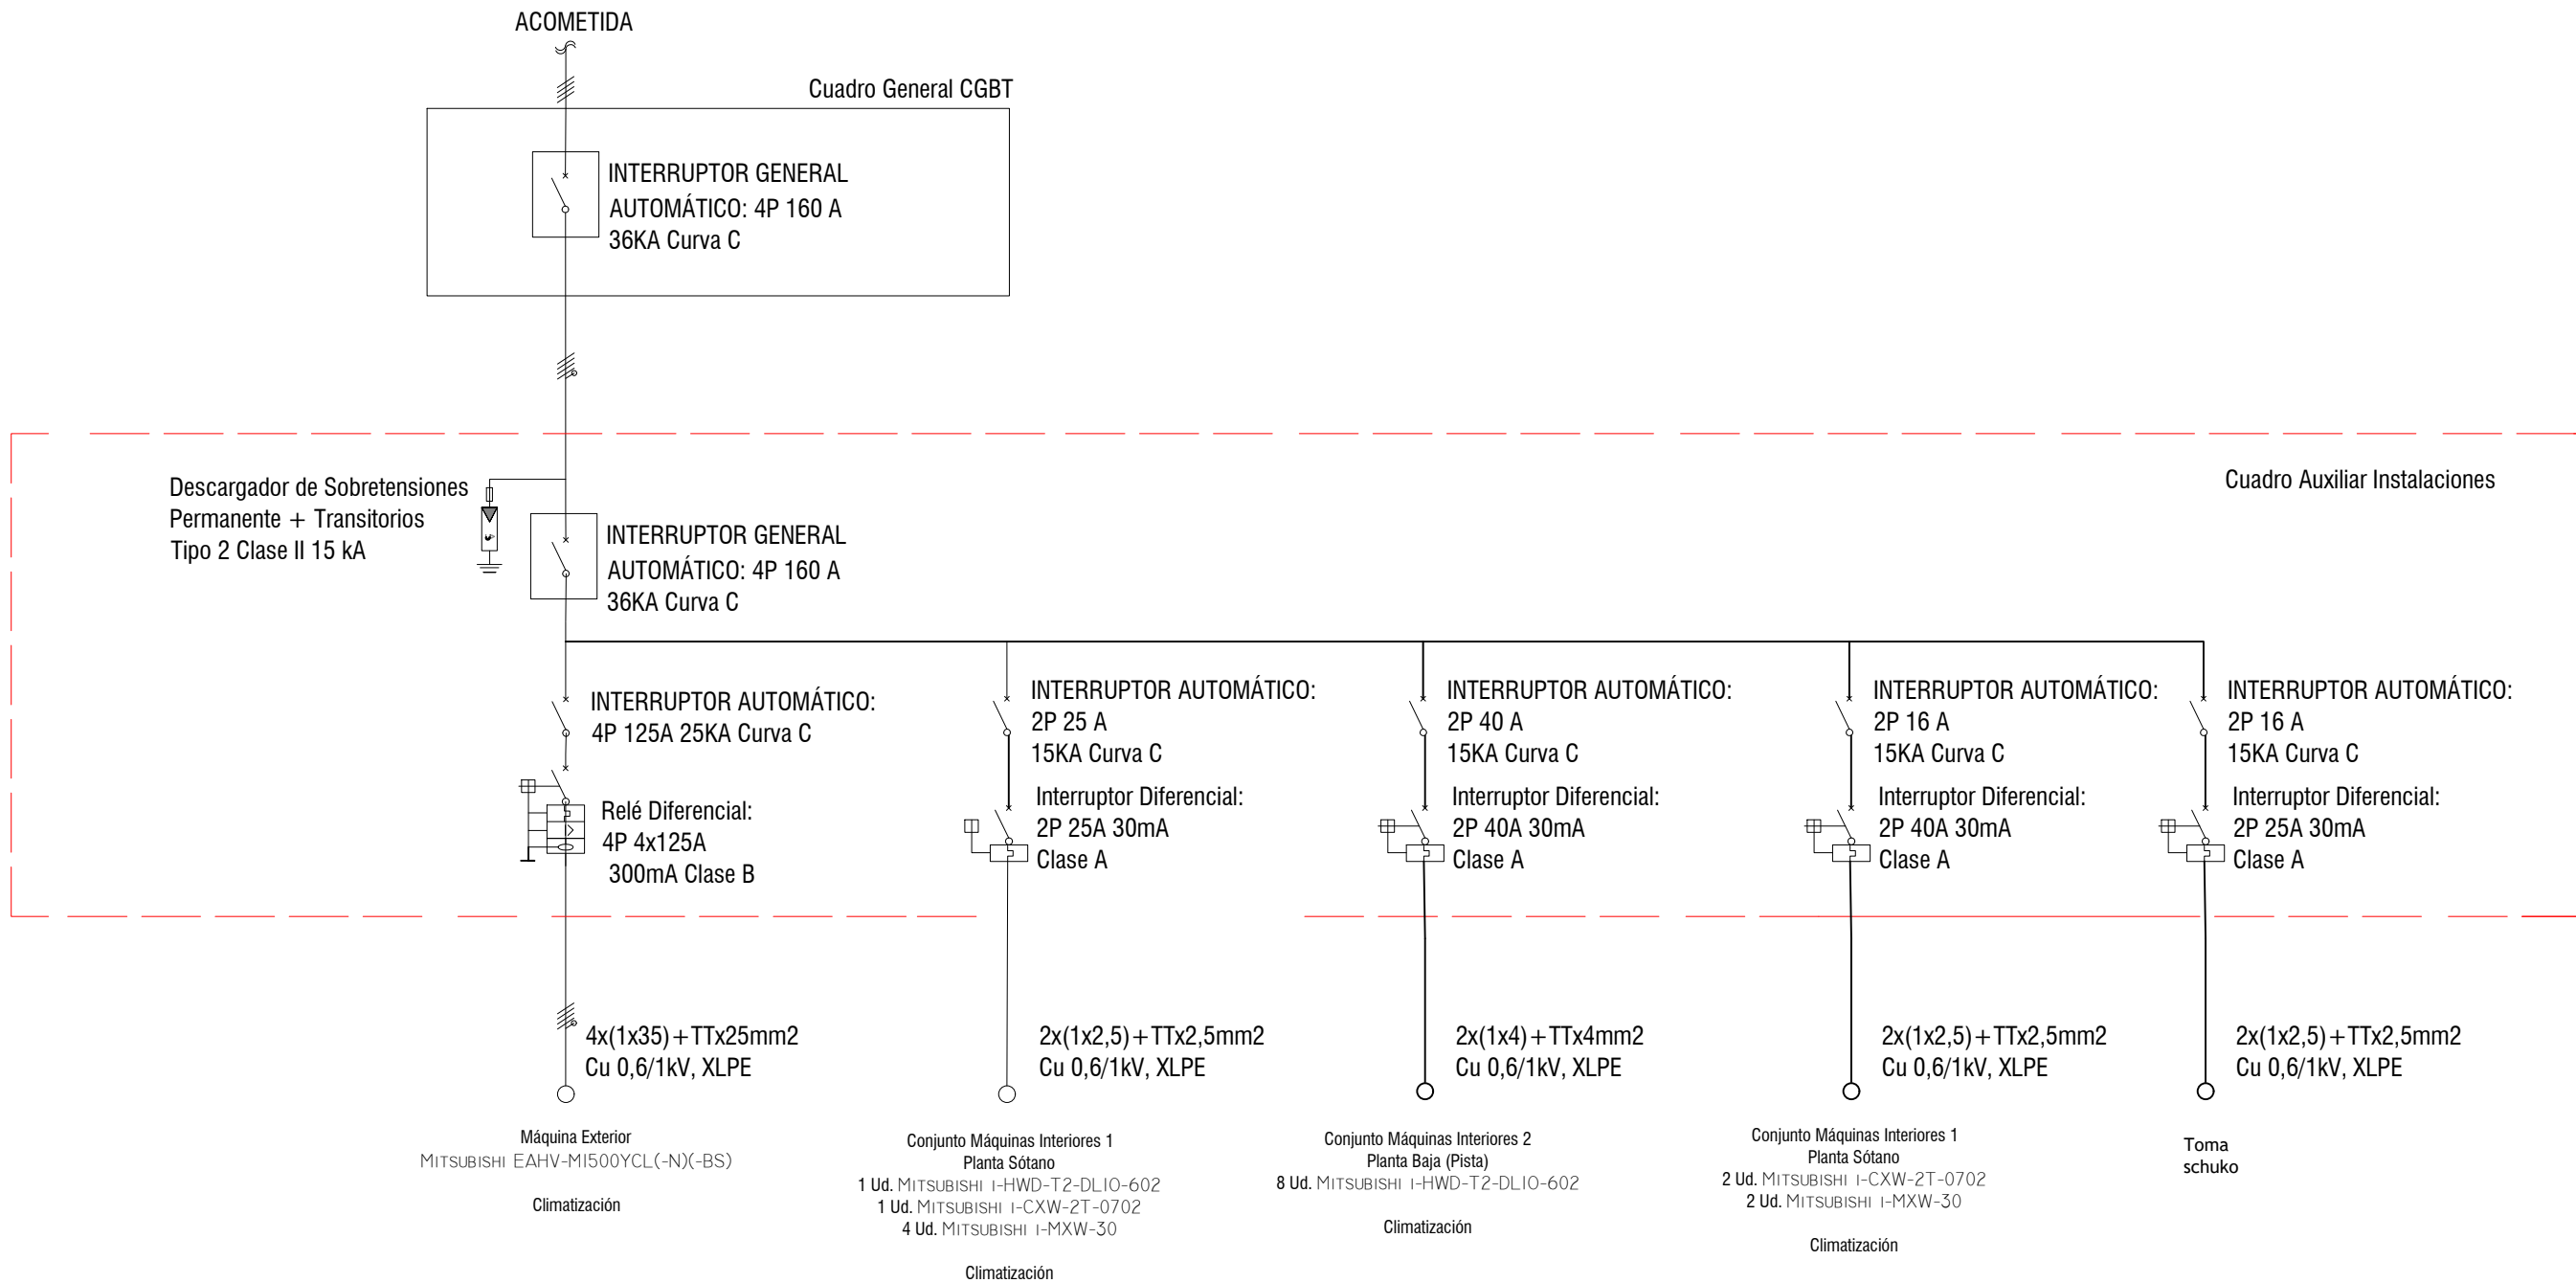 ACOMETIDA
Cuadro General CGBT
INTERRUPTOR GENERAL
AUTOMÁTICO: 4P 160 A
36KA Curva C
Cuadro Auxiliar Instalaciones
Descargador de Sobretensiones
Permanente + Transitorios
Tipo 2 Clase II 15 kA
INTERRUPTOR GENERAL
AUTOMÁTICO: 4P 160 A
36KA Curva C
INTERRUPTOR AUTOMÁTICO:
4P 125A 25KA Curva C
Relé Diferencial:
4P 4x125A
300mA Clase B
4x(1x35)+TTx25mm2
Cu 0,6/1kV, XLPE
Máquina Exterior
MITSUBISHI EAHV-M1500YCL(-N)(-BS)
Climatización
INTERRUPTOR AUTOMÁTICO:
2P 25 A
15KA Curva C
Interruptor Diferencial:
2P 25A 30mA
Clase A
2x(1x2,5)+TTx2,5mm2
Cu 0,6/1kV, XLPE
Conjunto Máquinas Interiores 1
Planta Sótano
1 Ud. MITSUBISHI I-HWD-T2-DLIO-602
1 Ud. MITSUBISHI I-CXW-2T-0702
4 Ud. MITSUBISHI I-MXW-30
Climatización
INTERRUPTOR AUTOMÁTICO:
2P 40 A
15KA Curva C
Interruptor Diferencial:
2P 40A 30mA
Clase A
2x(1x4)+TTx4mm2
Cu 0,6/1kV, XLPE
Conjunto Máquinas Interiores 2
Planta Baja (Pista)
8 Ud. MITSUBISHI I-HWD-T2-DLIO-602
Climatización
INTERRUPTOR AUTOMÁTICO:
2P 16 A
15KA Curva C
Interruptor Diferencial:
2P 40A 30mA
Clase A
2x(1x2,5)+TTx2,5mm2
Cu 0,6/1kV, XLPE
Conjunto Máquinas Interiores 1
Planta Sótano
2 Ud. MITSUBISHI I-CXW-2T-0702
2 Ud. MITSUBISHI I-MXW-30
Climatización
INTERRUPTOR AUTOMÁTICO:
2P 16 A
15KA Curva C
Interruptor Diferencial:
2P 25A 30mA
Clase A
2x(1x2,5)+TTx2,5mm2
Cu 0,6/1kV, XLPE
Toma
schuko